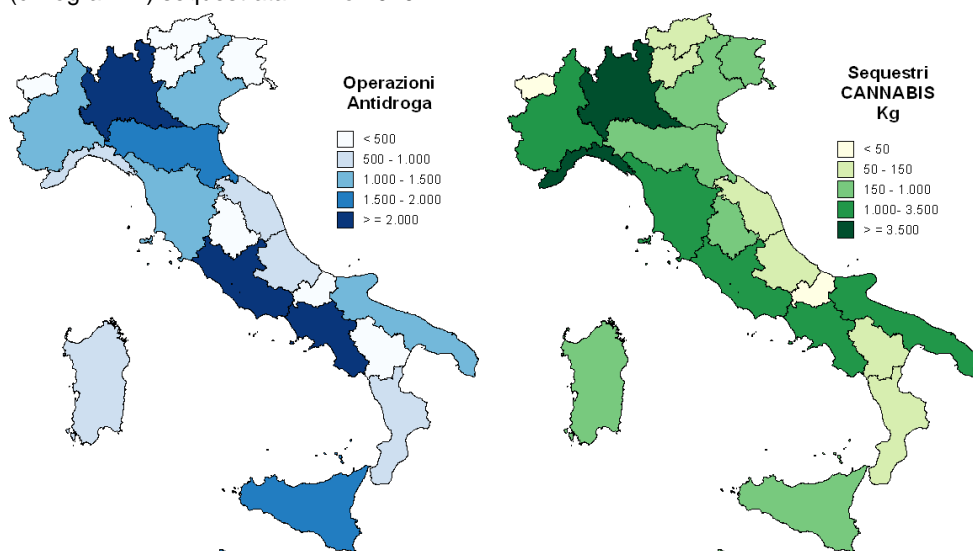 Operazioni
Antidroga
< 500
500 - 1.000
1.000 - 1.500
1.500 - 2.000
> = 2.000
Sequestri
CANNABIS
Kg
< 50
50 - 150
150 - 1.000
1.000- 3.500
> = 3.500